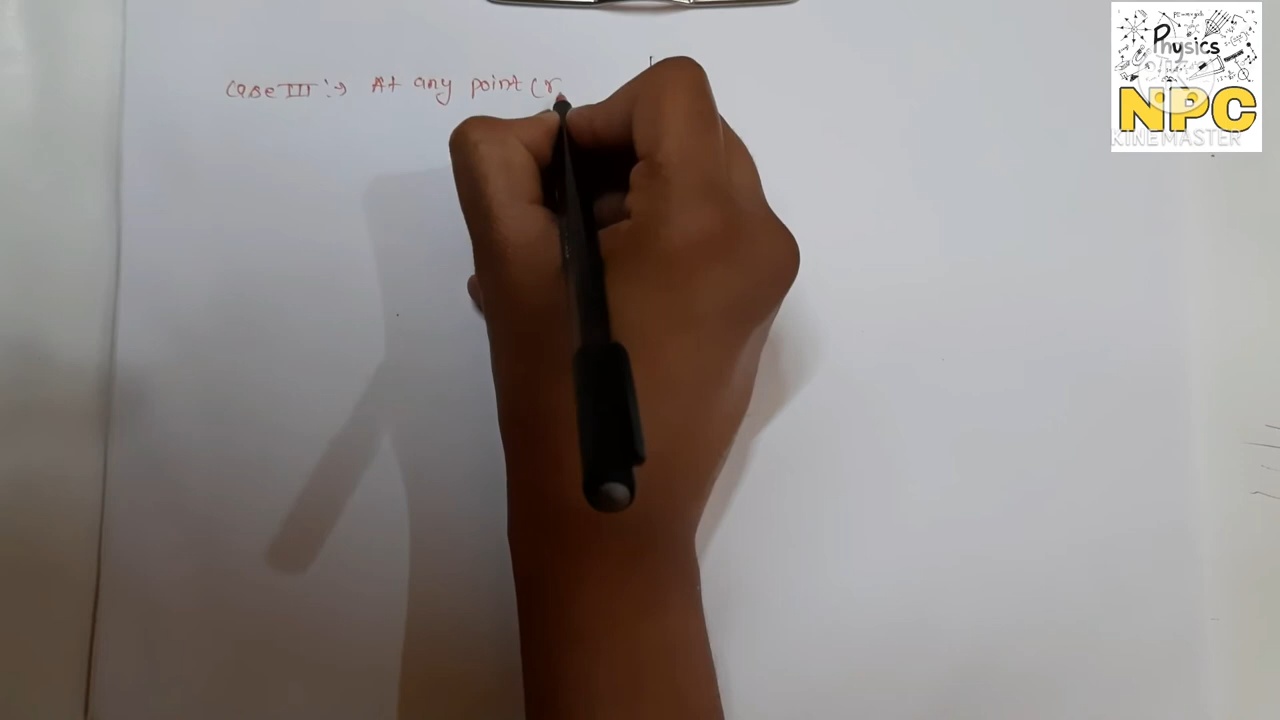 Case III :→ At any point (r
Physics
NPC
KINEMASTER